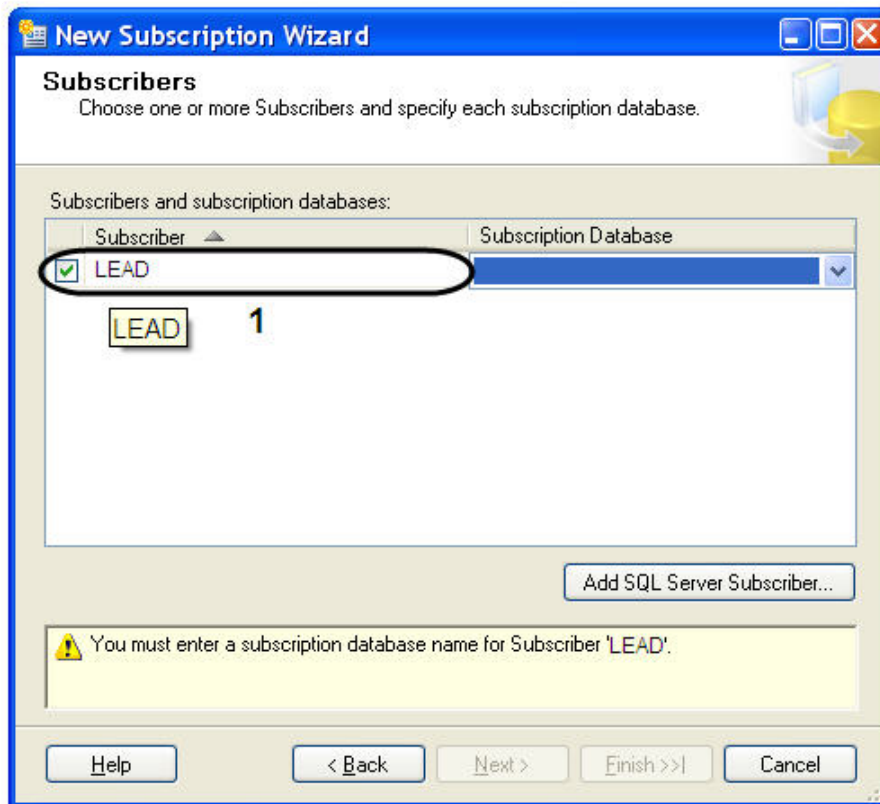 New Subscription Wizard
Subscribers
Choose one or more Subscribers and specify each subscription database.
Subscribers and subscription databases:
Subscriber Subscription Database
LEAD
LEAD 1
Add SQL Server Subscriber...
You must enter a subscription database name for Subscriber 'LEAD'.
Help < Back Next > Finish >>| Cancel